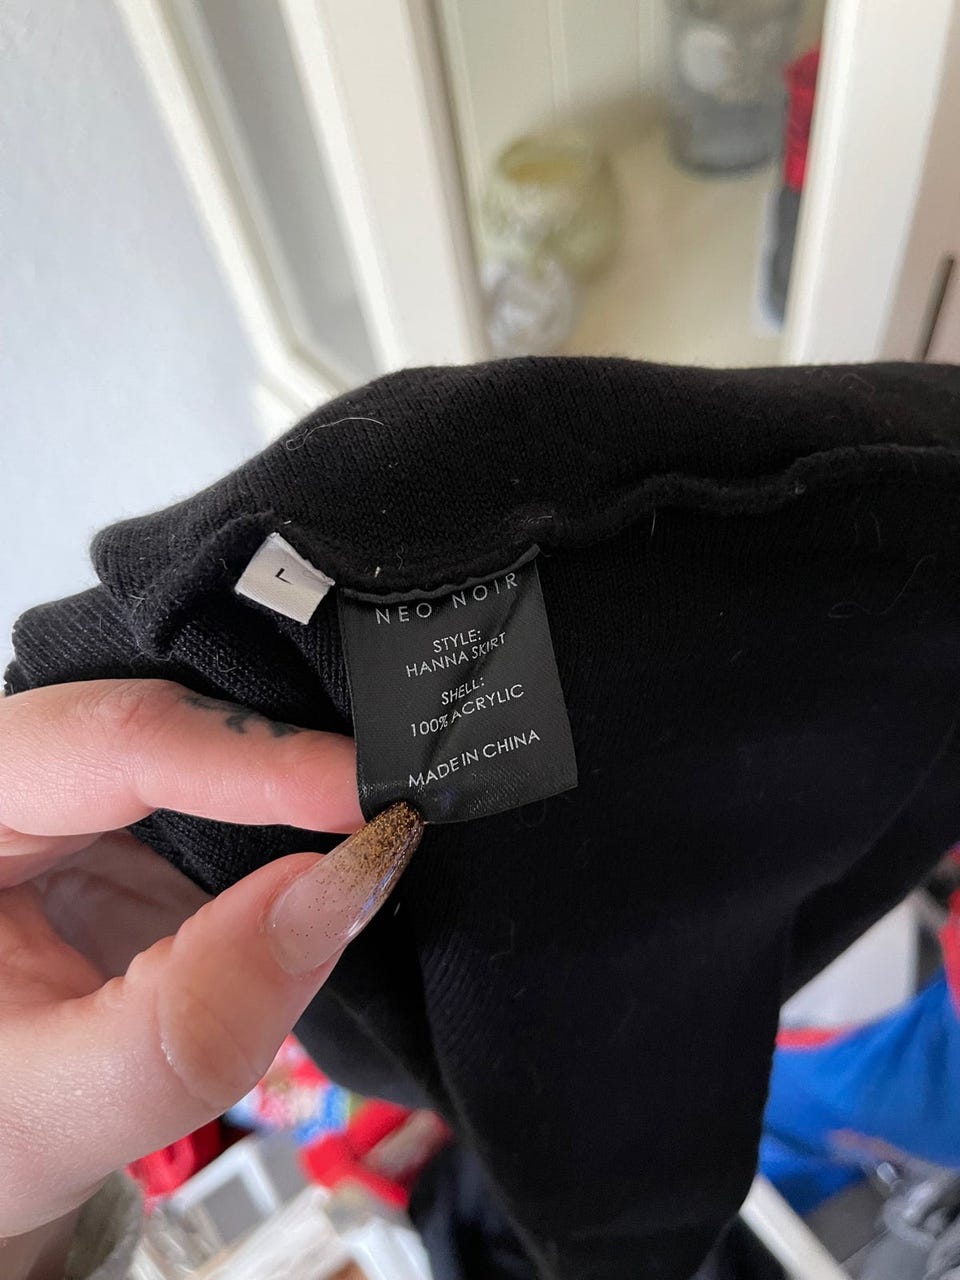 L
NEO NOIR
STYLE:
HANNA SKIRT
SHELL:
100% ACRYLIC
MADE IN CHINA